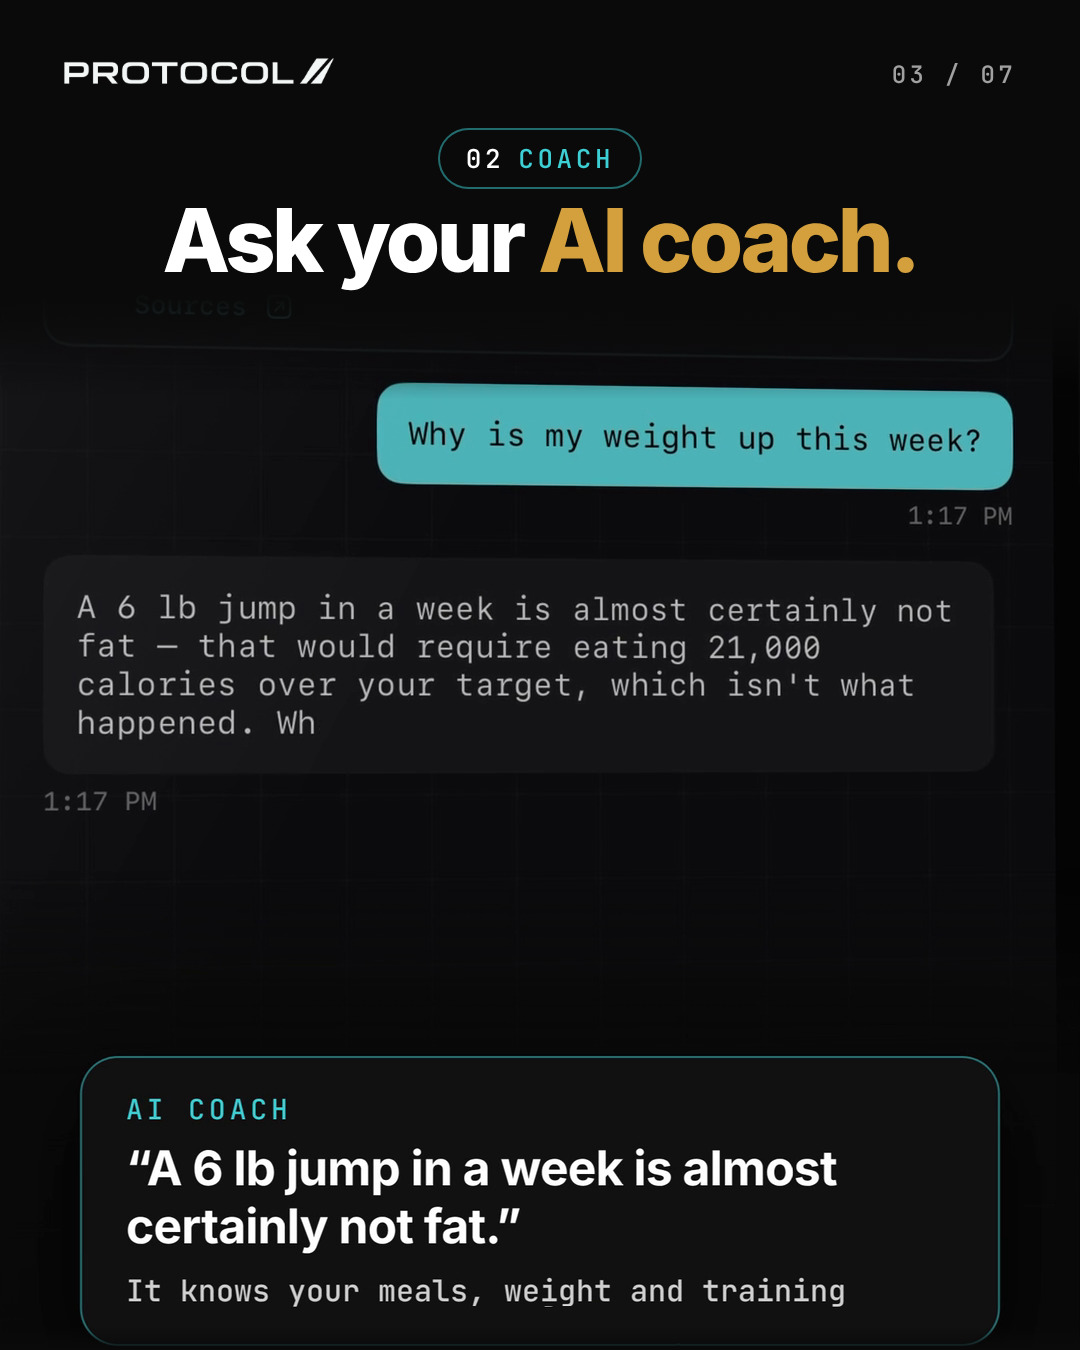 PROTOCOL
03 / 07
02 COACH
Ask your AI coach.
Sources
Why is my weight up this week?
1:17 PM
A 6 lb jump in a week is almost certainly not
fat — that would require eating 21,000
calories over your target, which isn't what
happened. Wh
1:17 PM
AI COACH
“A 6 lb jump in a week is almost
certainly not fat.”
It knows your meals, weight and training